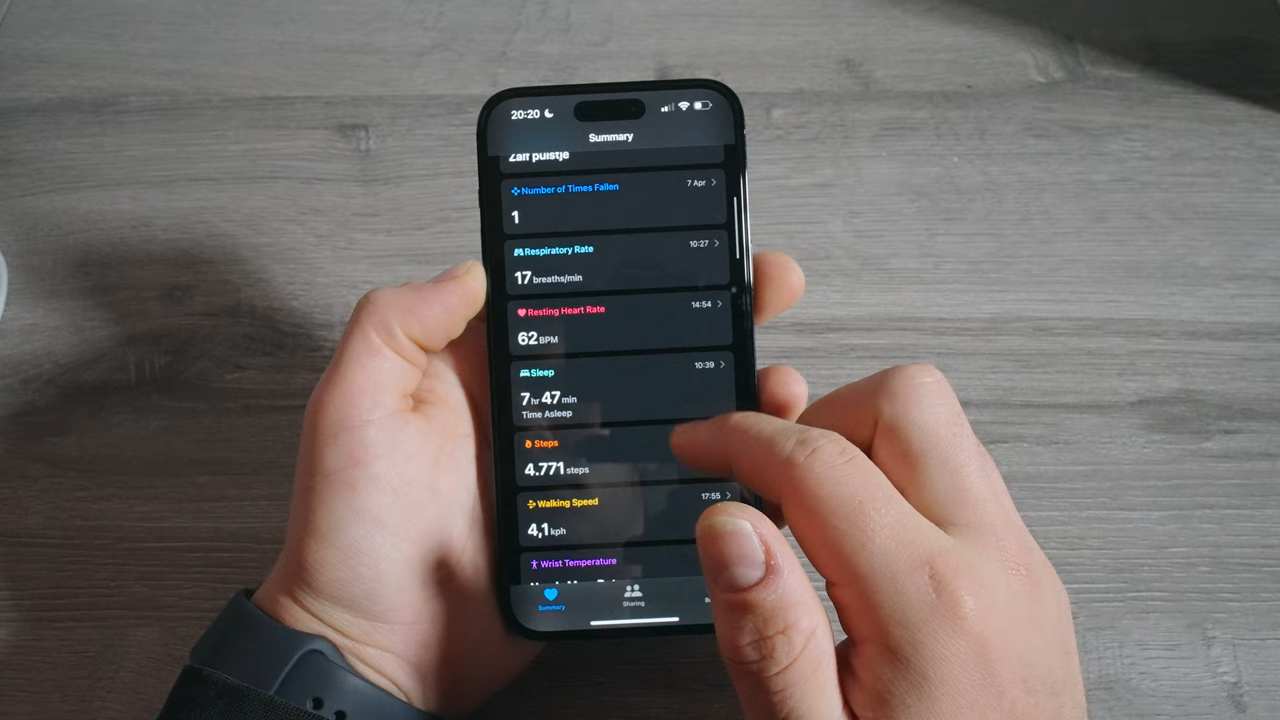 20:20
Summary
Zalf puistje
Number of Times Fallen
7 Apr
1
Respiratory Rate
10:27
17 breaths/min
Resting Heart Rate
14:54
62 BPM
Sleep
10:39
7 hr 47 min
Time Asleep
Steps
4.771 steps
Walking Speed
17:55
4,1 kph
Wrist Temperature
Summary
Sharing